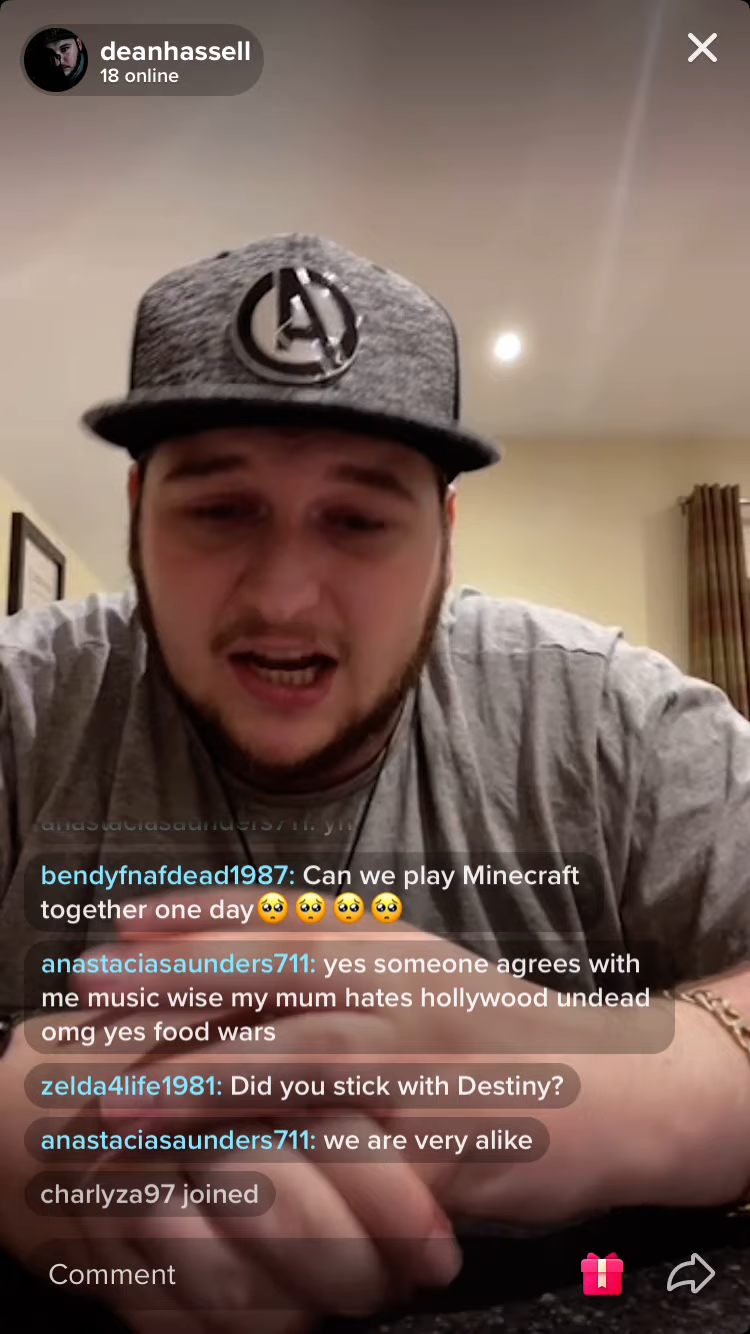 deanhassell
18 online
bendyfnafdead1987: Can we play Minecraft
together one day🥺🥺🥺🥺
anastaciasaunders711: yes someone agrees with
me music wise my mum hates hollywood undead
omg yes food wars
zelda4life1981: Did you stick with Destiny?
anastaciasaunders711: we are very alike
charlyza97 joined
Comment